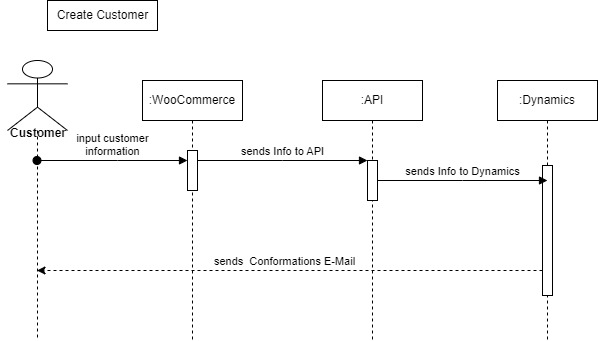 Create Customer
:WooCommerce
:API
:Dynamics
Customer
input customer
information
sends Info to API
sends Info to Dynamics
sends  Conformations E-Mail